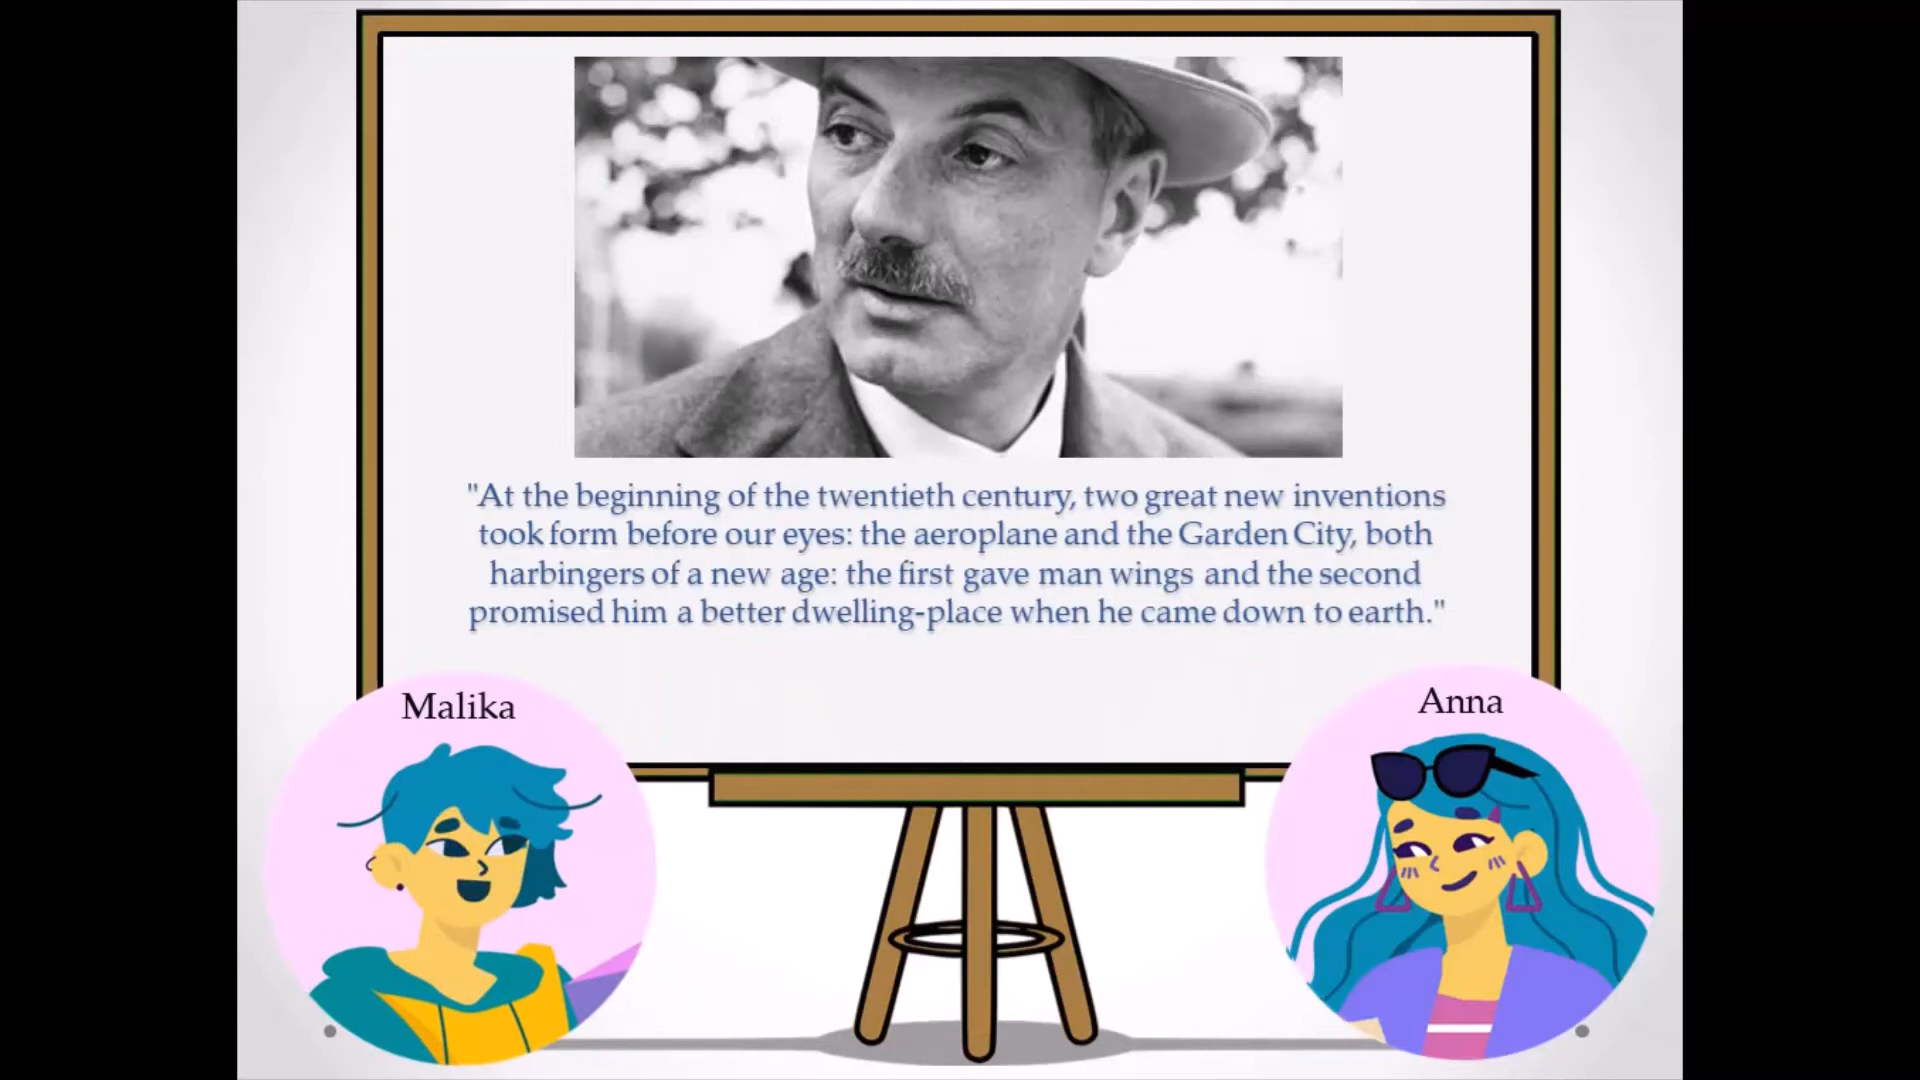 "At the beginning of the twentieth century, two great new inventions
took form before our eyes: the aeroplane and the Garden City, both
harbingers of a new age: the first gave man wings and the second
promised him a better dwelling-place when he came down to earth."
Malika
Anna